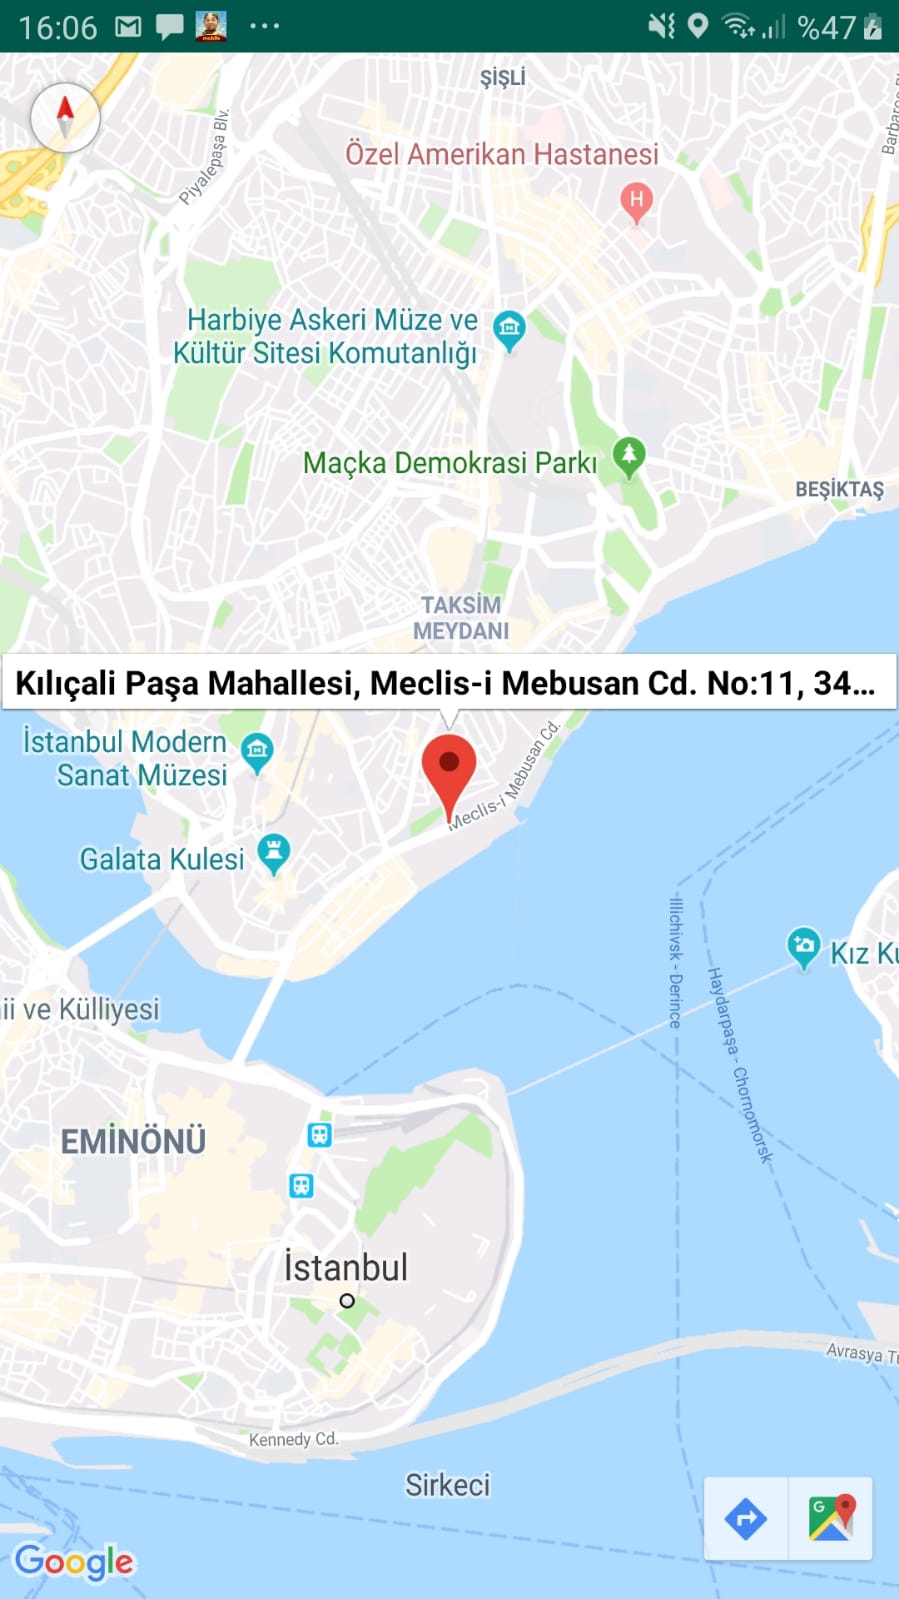 16:06
%47
ŞİŞLİ
Piyalepaşa Blv.
Özel Amerikan Hastanesi
H
Harbiye Askeri Müze ve
Kültür Sitesi Komutanlığı
Maçka Demokrasi Parkı
BEŞİKTAŞ
TAKSİM
MEYDANI
Kılıçali Paşa Mahallesi, Meclis-i Mebusan Cd. No:11, 34...
İstanbul Modern
Sanat Müzesi
Meclis-i Mebusan Cd.
Galata Kulesi
Illichivsk - Derince
Kız Ku
Haydarpaşa - Chornomorsk
ii ve Külliyesi
EMİNÖNÜ
İstanbul
Avrasya T
Kennedy Cd.
Sirkeci
G
Google